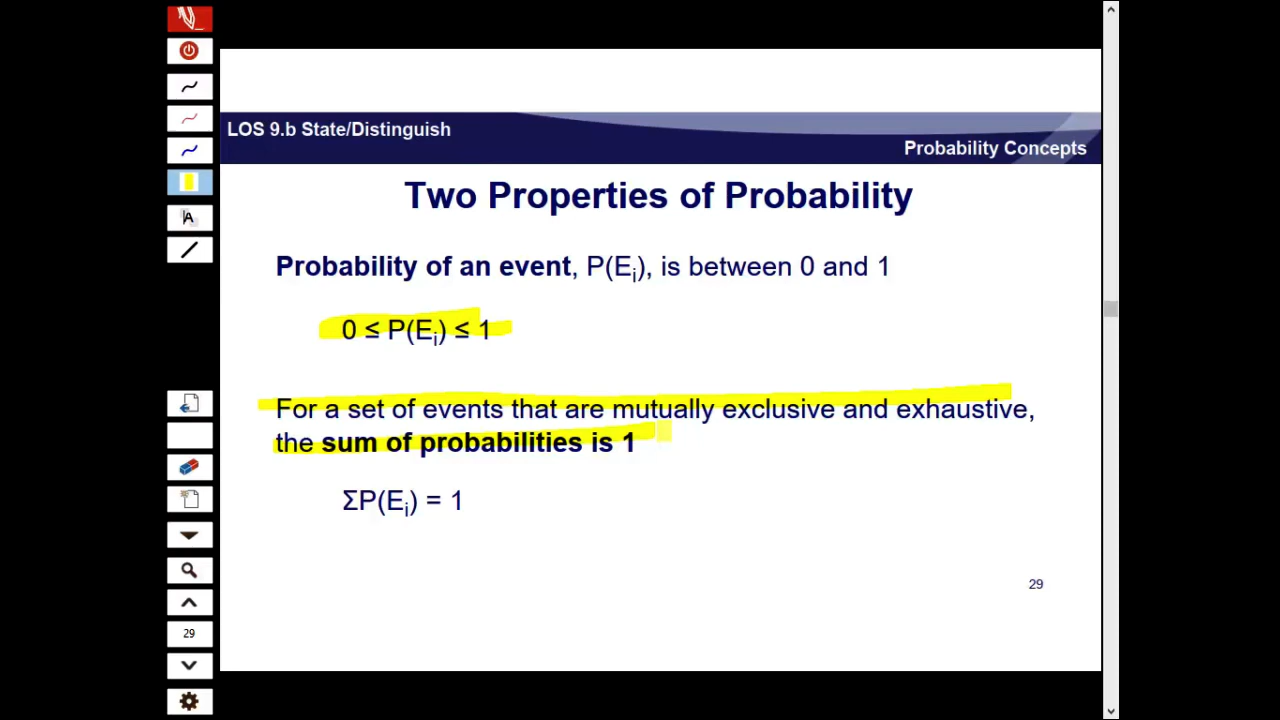 LOS 9.b State/Distinguish
Probability Concepts
Two Properties of Probability
Probability of an event, P(Eᵢ), is between 0 and 1
0 ≤ P(Eᵢ) ≤ 1
For a set of events that are mutually exclusive and exhaustive,
the sum of probabilities is 1
ΣP(Eᵢ) = 1
29
A
29